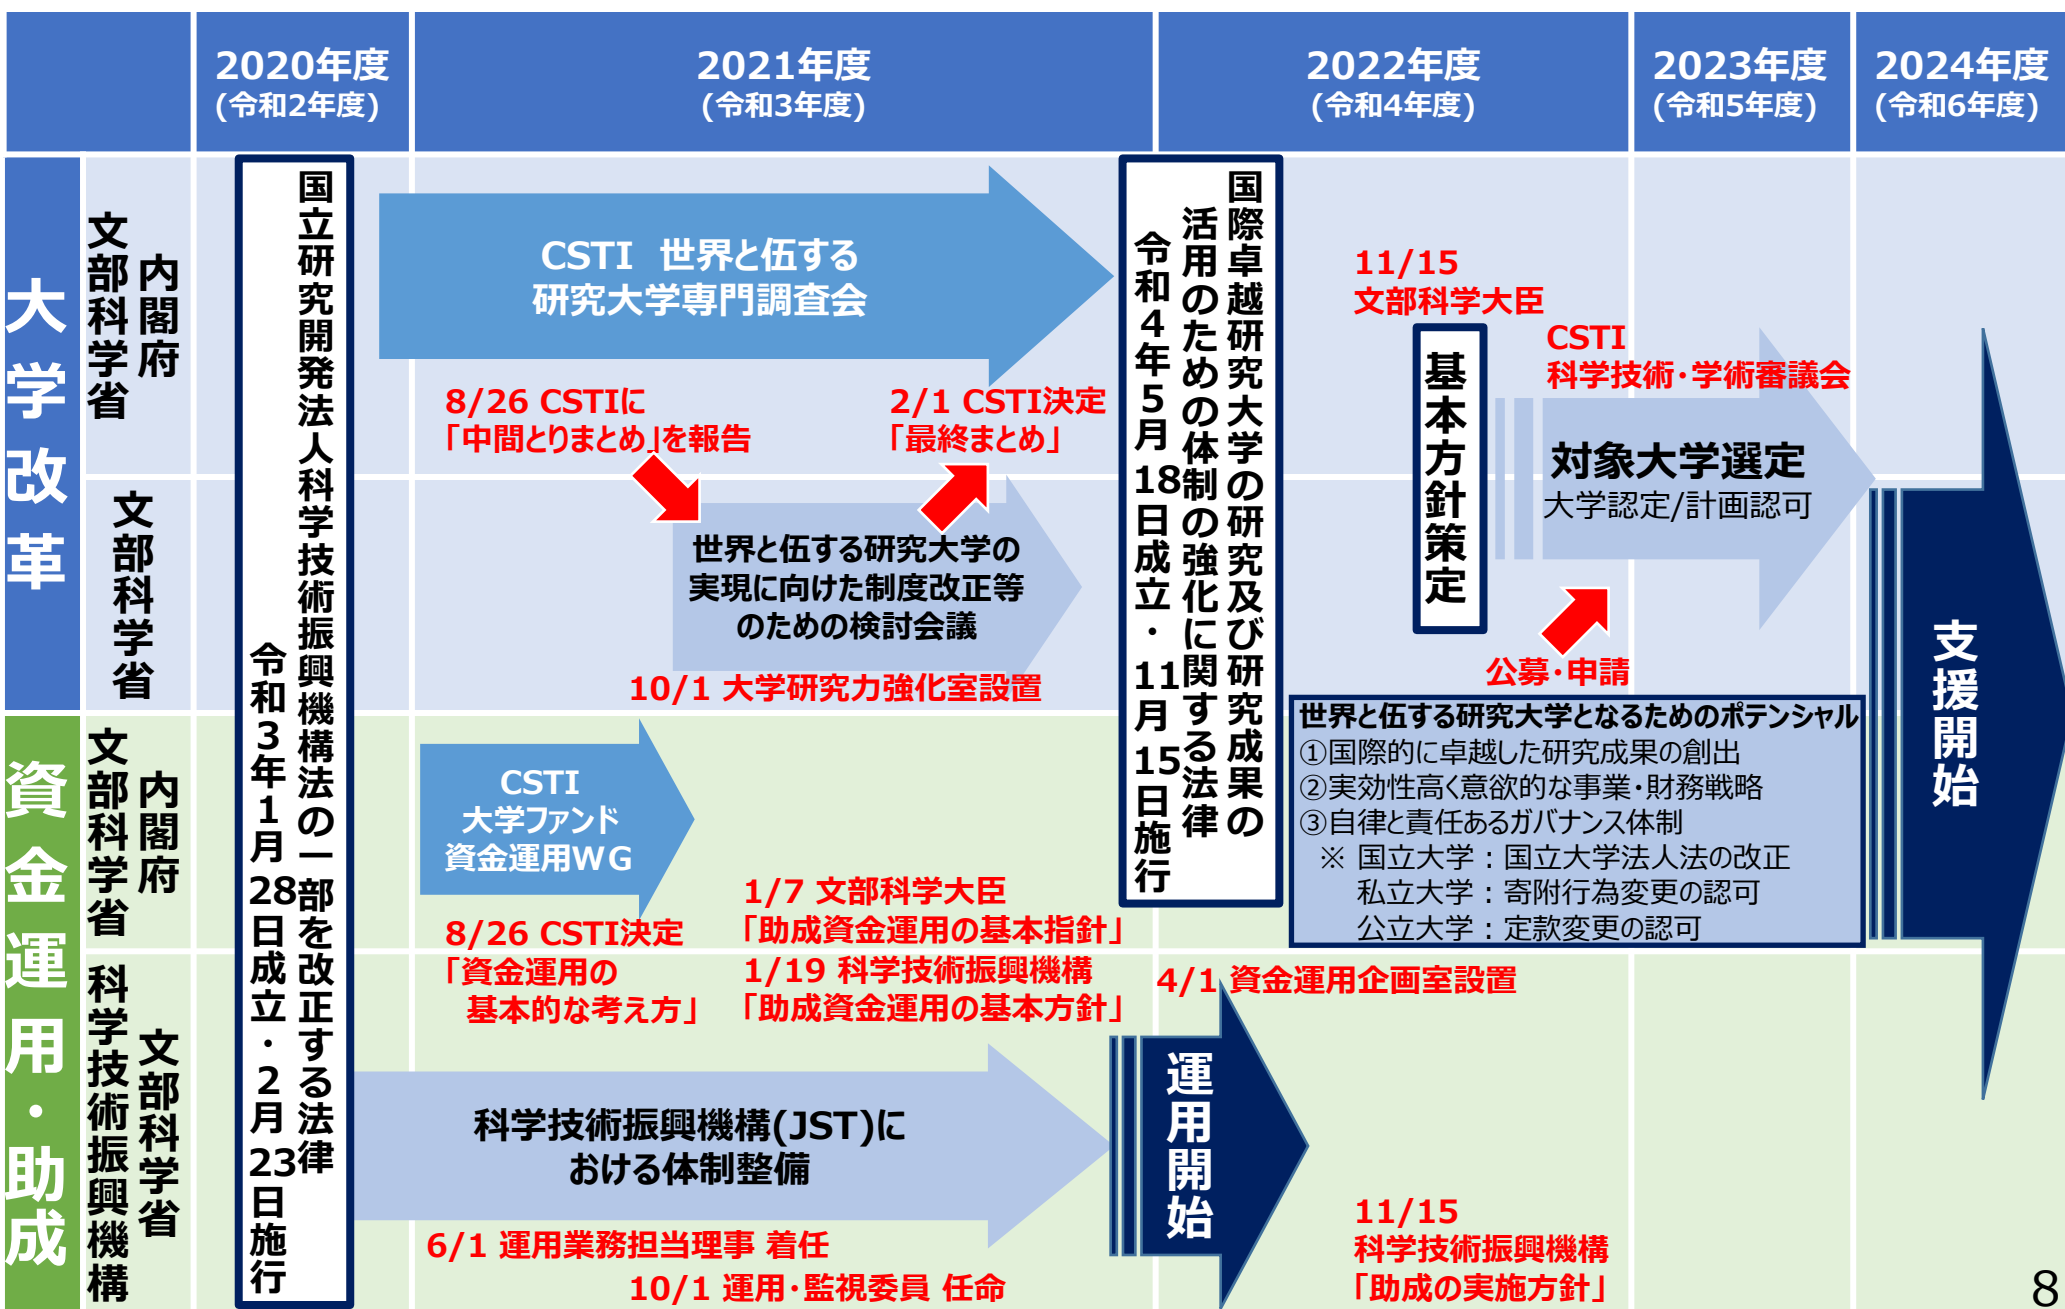 2020年度
(令和2年度)
2021年度
(令和3年度)
2022年度
(令和4年度)
2023年度
(令和5年度)
2024年度
(令和6年度)
大学改革
内閣府
文部科学省
文部科学省
資金運用・助成
内閣府
文部科学省
文部科学省
科学技術振興機構
国立研究開発法人科学技術振興機構法の一部を改正する法律
令和3年1月28日成立・2月23日施行
CSTI 世界と伍する
研究大学専門調査会
8/26 CSTIに
「中間とりまとめ」を報告
2/1 CSTI決定
「最終まとめ」
世界と伍する研究大学の
実現に向けた制度改正等
のための検討会議
10/1 大学研究力強化室設置
国際卓越研究大学の研究及び研究成果の
活用のための体制の強化に関する法律
令和4年5月18日成立・11月15日施行
11/15
文部科学大臣
基本方針策定
CSTI
科学技術・学術審議会
対象大学選定
大学認定/計画認可
公募・申請
世界と伍する研究大学となるためのポテンシャル
①国際的に卓越した研究成果の創出
②実効性高く意欲的な事業・財務戦略
③自律と責任あるガバナンス体制
※ 国立大学：国立大学法人法の改正
私立大学：寄附行為変更の認可
公立大学：定款変更の認可
支援開始
CSTI
大学ファンド
資金運用WG
8/26 CSTI決定
「資金運用の
基本的な考え方」
1/7 文部科学大臣
「助成資金運用の基本指針」
1/19 科学技術振興機構
「助成資金運用の基本方針」
4/1 資金運用企画室設置
科学技術振興機構(JST)に
おける体制整備
運用開始
6/1 運用業務担当理事 着任
10/1 運用・監視委員 任命
11/15
科学技術振興機構
「助成の実施方針」
8